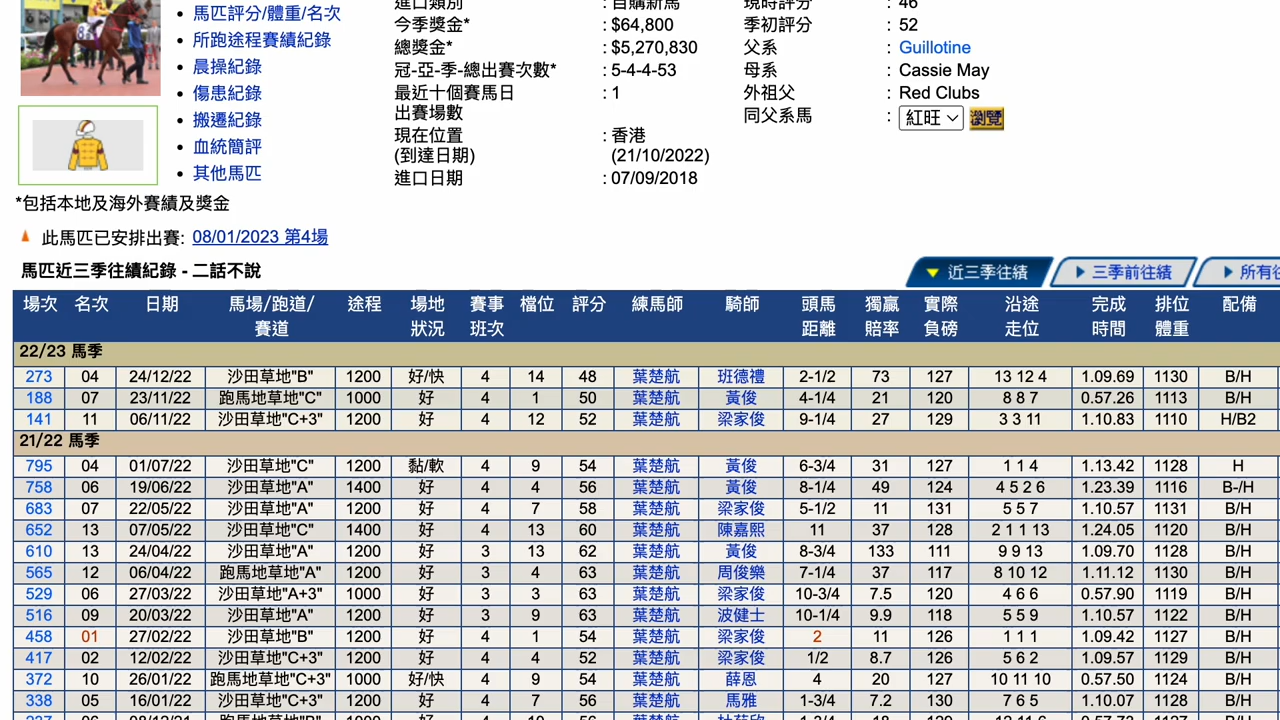 馬匹評分/體重/名次
所跑途程賽績紀錄
晨操紀錄
傷患紀錄
搬遷紀錄
血統簡評
其他馬匹
進口類別 : 自購新馬
今季獎金* : $64,800
總獎金* : $5,270,830
冠-亞-季-總出賽次數* : 5-4-4-53
最近十個賽馬日 : 1
出賽場數
現在位置 : 香港
(到達日期) (21/10/2022)
進口日期 : 07/09/2018
現時評分 : 46
季初評分 : 52
父系 : Guillotine
母系 : Cassie May
外祖父 : Red Clubs
同父系馬 : 紅旺 瀏覽
*包括本地及海外賽績及獎金
此馬匹已安排出賽: 08/01/2023 第4場
馬匹近三季往績紀錄 - 二話不說
近三季往績 三季前往績 所有往
場次 名次 日期 馬場/跑道/賽道 途程 場地狀況 賽事班次 檔位 評分 練馬師 騎師 頭馬距離 獨贏賠率 實際負磅 沿途走位 完成時間 排位體重 配備
22/23 馬季
273 04 24/12/22 沙田草地"B" 1200 好/快 4 14 48 葉楚航 班德禮 2-1/2 73 127 13 12 4 1.09.69 1130 B/H
188 07 23/11/22 跑馬地草地"C" 1000 好 4 1 50 葉楚航 黃俊 4-1/4 21 120 8 8 7 0.57.26 1113 B/H
141 11 06/11/22 沙田草地"C+3" 1200 好 4 12 52 葉楚航 梁家俊 9-1/4 27 129 3 3 11 1.10.83 1110 H/B2
21/22 馬季
795 04 01/07/22 沙田草地"C" 1200 黏/軟 4 9 54 葉楚航 黃俊 6-3/4 31 127 1 1 4 1.13.42 1128 H
758 06 19/06/22 沙田草地"A" 1400 好 4 4 56 葉楚航 黃俊 8-1/4 49 124 4 5 2 6 1.23.39 1116 B-/H
683 07 22/05/22 沙田草地"A" 1200 好 4 7 58 葉楚航 梁家俊 5-1/2 11 131 5 5 7 1.10.57 1131 B/H
652 13 07/05/22 沙田草地"C" 1400 好 4 13 60 葉楚航 陳嘉熙 11 37 128 2 1 1 13 1.24.05 1120 B/H
610 13 24/04/22 沙田草地"A" 1200 好 3 13 62 葉楚航 黃俊 8-3/4 133 111 9 9 13 1.09.70 1128 B/H
565 12 06/04/22 跑馬地草地"A" 1200 好 3 4 63 葉楚航 周俊樂 7-1/4 37 117 8 10 12 1.11.12 1130 B/H
529 06 27/03/22 沙田草地"A+3" 1000 好 3 3 63 葉楚航 梁家俊 10-3/4 7.5 120 4 6 6 0.57.90 1119 B/H
516 09 20/03/22 沙田草地"A" 1200 好 3 9 63 葉楚航 波健士 10-1/4 9.9 118 5 5 9 1.10.57 1122 B/H
458 01 27/02/22 沙田草地"B" 1200 好 4 1 54 葉楚航 梁家俊 2 11 126 1 1 1 1.09.42 1127 B/H
417 02 12/02/22 沙田草地"C+3" 1200 好 4 4 52 葉楚航 梁家俊 1/2 8.7 126 5 6 2 1.09.57 1129 B/H
372 10 26/01/22 跑馬地草地"C+3" 1000 好/快 4 9 54 葉楚航 薛恩 4 20 127 10 11 10 0.57.50 1124 B/H
338 05 16/01/22 沙田草地"C+3" 1200 好 4 7 56 葉楚航 馬雅 1-3/4 7.2 130 7 6 5 1.10.07 1128 B/H